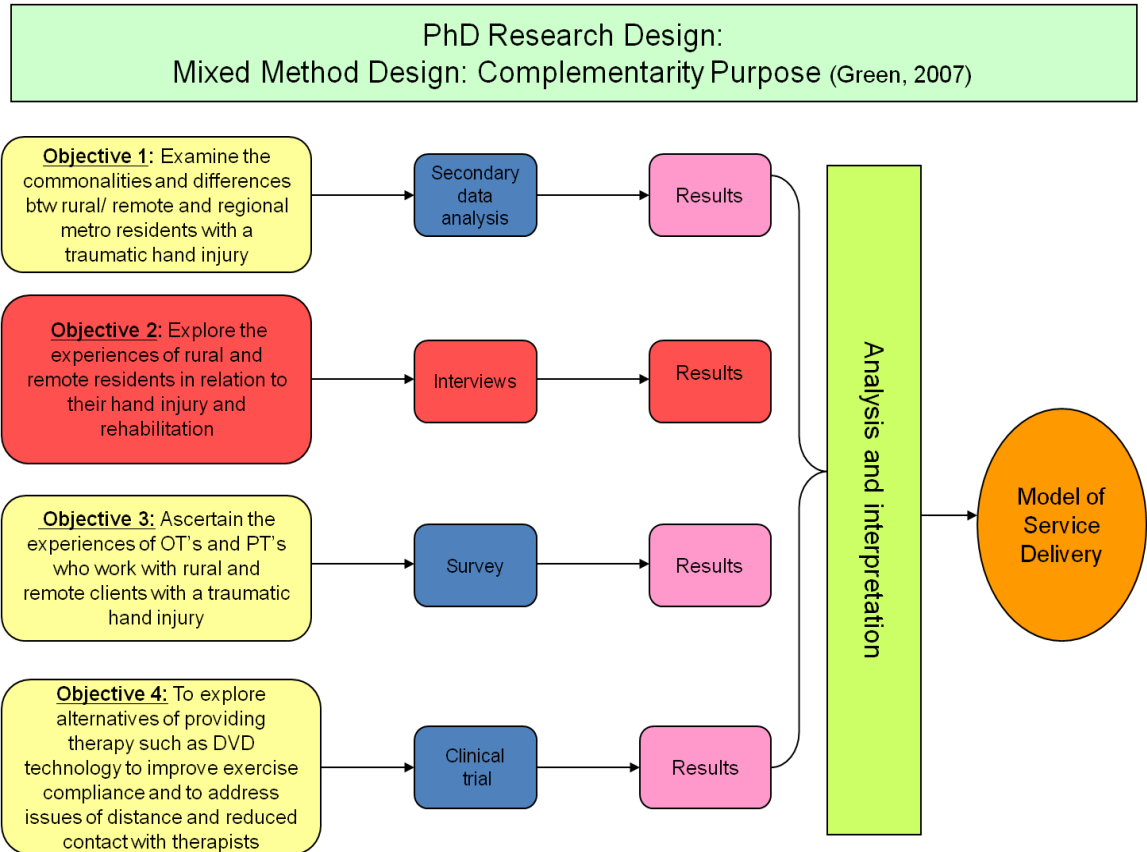 PhD Research Design:
Mixed Method Design: Complementarity Purpose (Green, 2007)
Objective 1: Examine the
commonalities and differences
btw rural/ remote and regional
metro residents with a
traumatic hand injury
Secondary
data
analysis
Results
Objective 2: Explore the
experiences of rural and
remote residents in relation to
their hand injury and
rehabilitation
Interviews
Results
Objective 3: Ascertain the
experiences of OT's and PT's
who work with rural and
remote clients with a traumatic
hand injury
Survey
Results
Objective 4: To explore
alternatives of providing
therapy such as DVD
technology to improve exercise
compliance and to address
issues of distance and reduced
contact with therapists
Clinical
trial
Results
Analysis and interpretation
Model of
Service
Delivery